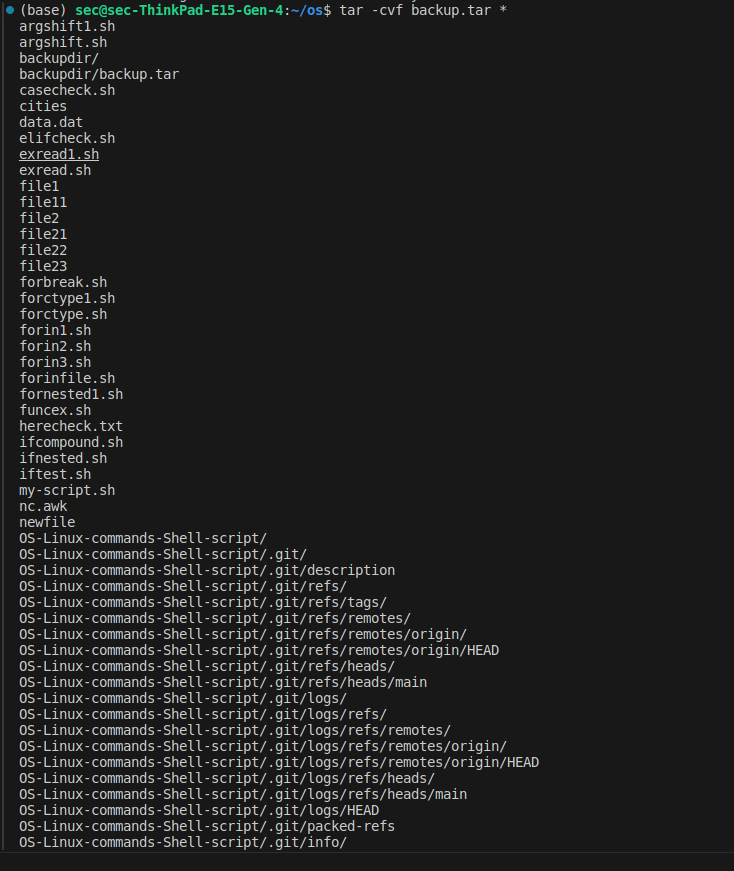 (base) sec@sec-ThinkPad-E15-Gen-4:~/os$ tar -cvf backup.tar *
argshift1.sh
argshift.sh
backupdir/
backupdir/backup.tar
casecheck.sh
cities
data.dat
elifcheck.sh
exread1.sh
exread.sh
file1
file11
file2
file21
file22
file23
forbreak.sh
forctype1.sh
forctype.sh
forin1.sh
forin2.sh
forin3.sh
forinfile.sh
fornested1.sh
funcex.sh
herecheck.txt
ifcompound.sh
ifnested.sh
iftest.sh
my-script.sh
nc.awk
newfile
OS-Linux-commands-Shell-script/
OS-Linux-commands-Shell-script/.git/
OS-Linux-commands-Shell-script/.git/description
OS-Linux-commands-Shell-script/.git/refs/
OS-Linux-commands-Shell-script/.git/refs/tags/
OS-Linux-commands-Shell-script/.git/refs/remotes/
OS-Linux-commands-Shell-script/.git/refs/remotes/origin/
OS-Linux-commands-Shell-script/.git/refs/remotes/origin/HEAD
OS-Linux-commands-Shell-script/.git/refs/heads/
OS-Linux-commands-Shell-script/.git/refs/heads/main
OS-Linux-commands-Shell-script/.git/logs/
OS-Linux-commands-Shell-script/.git/logs/refs/
OS-Linux-commands-Shell-script/.git/logs/refs/remotes/
OS-Linux-commands-Shell-script/.git/logs/refs/remotes/origin/
OS-Linux-commands-Shell-script/.git/logs/refs/remotes/origin/HEAD
OS-Linux-commands-Shell-script/.git/logs/refs/heads/
OS-Linux-commands-Shell-script/.git/logs/refs/heads/main
OS-Linux-commands-Shell-script/.git/logs/HEAD
OS-Linux-commands-Shell-script/.git/packed-refs
OS-Linux-commands-Shell-script/.git/info/